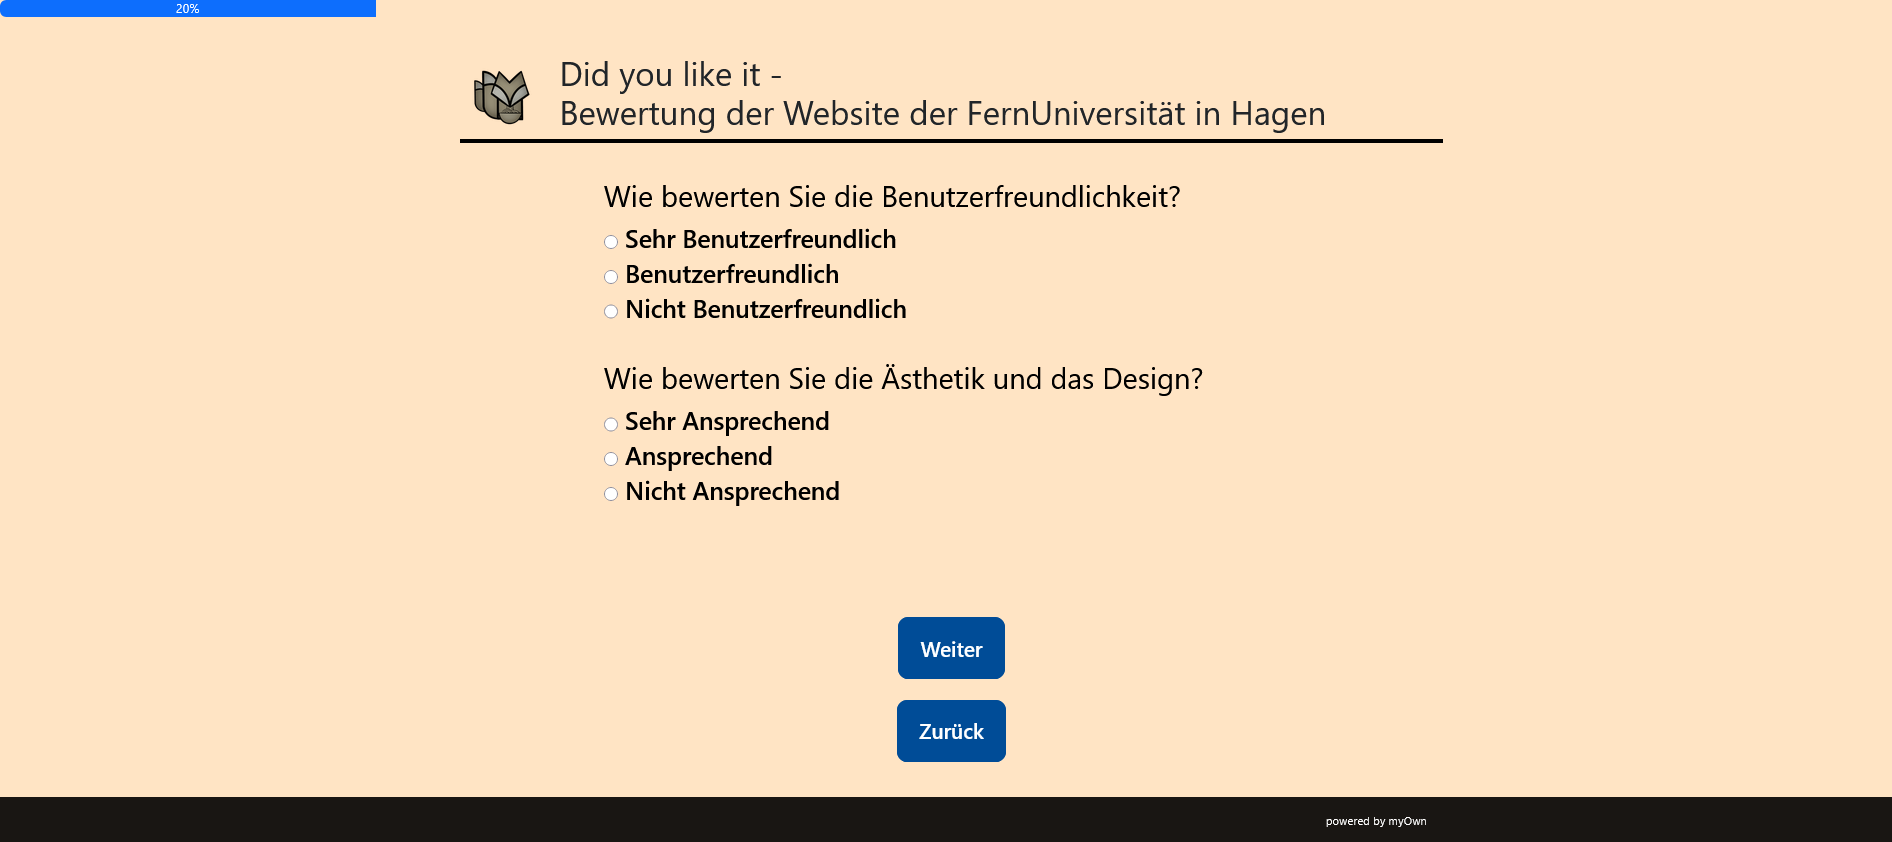 20%
Did you like it -
Bewertung der Website der FernUniversität in Hagen
Wie bewerten Sie die Benutzerfreundlichkeit?
Sehr Benutzerfreundlich
Benutzerfreundlich
Nicht Benutzerfreundlich
Wie bewerten Sie die Ästhetik und das Design?
Sehr Ansprechend
Ansprechend
Nicht Ansprechend
Weiter
Zurück
powered by myOwn